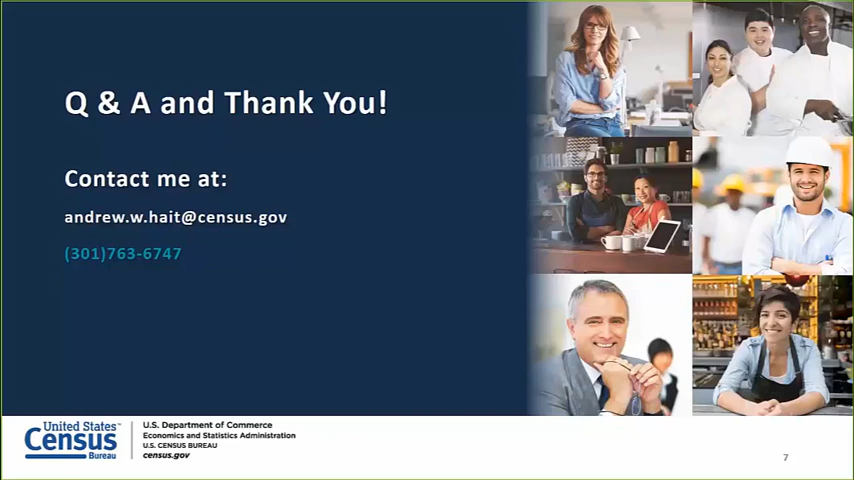 Q & A and Thank You!
Contact me at:
andrew.w.hait@census.gov
(301)763-6747
United States™
Census
Bureau
U.S. Department of Commerce
Economics and Statistics Administration
U.S. CENSUS BUREAU
census.gov
7